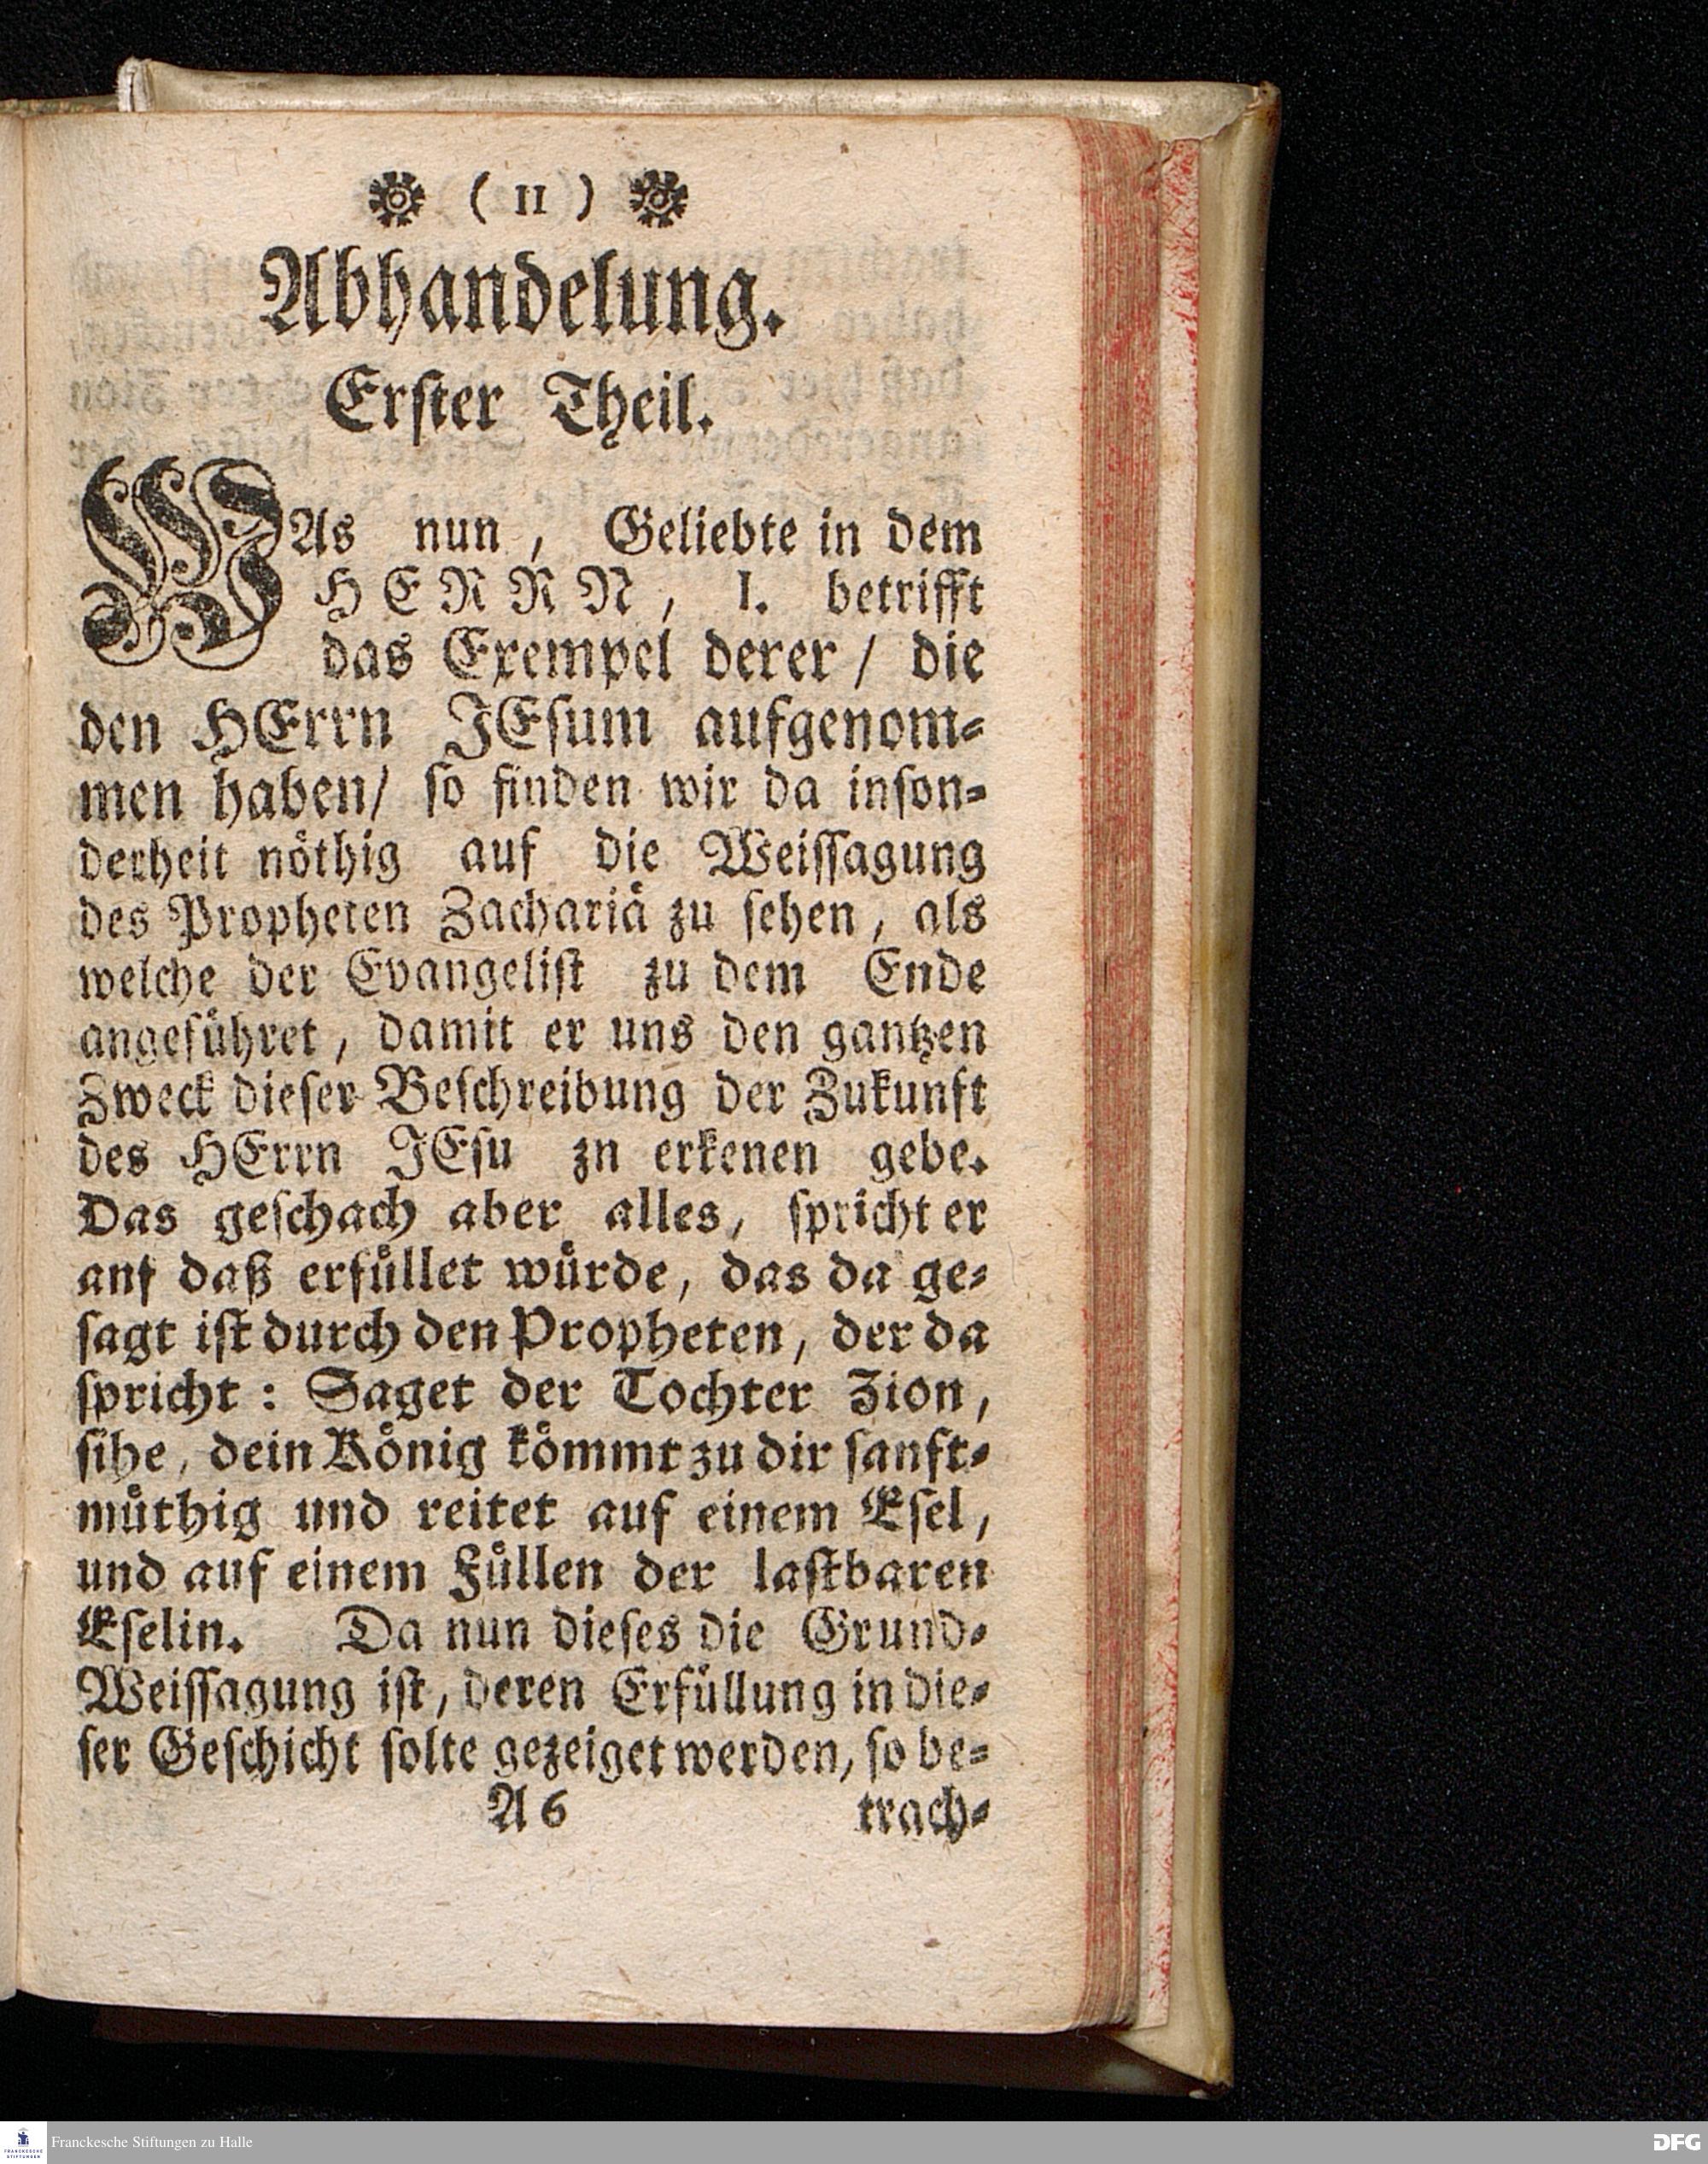 ( 11 )
Abhandelung.
Erster Theil.
WAs nun, Geliebte in dem
HERRN, I. betrifft
das Exempel derer / die
den HErrn JEsum aufgenom-
men haben/ so finden wir da inson-
derheit nöthig auf die Weissagung
des Propheten Zachariä zu sehen, als
welche der Evangelist zu dem Ende
angeführet, damit er uns den gantzen
Zweck dieser Beschreibung der Zukunft
des HErrn JEsu zn erkenen gebe.
Das geschach aber alles, spricht er
anf daß erfüllet würde, das da ge-
sagt ist durch den Propheten, der da
spricht: Saget der Tochter Zion,
sihe, dein König kömmt zu dir sanft-
müthig und reitet auf einem Esel,
und auf einem Füllen der lastbaren
Eselin. Da nun dieses die Grund-
Weissagung ist, deren Erfüllung in die-
ser Geschicht solte gezeiget werden, so be-
A 6 trach-
Franckesche Stiftungen zu Halle
DFG